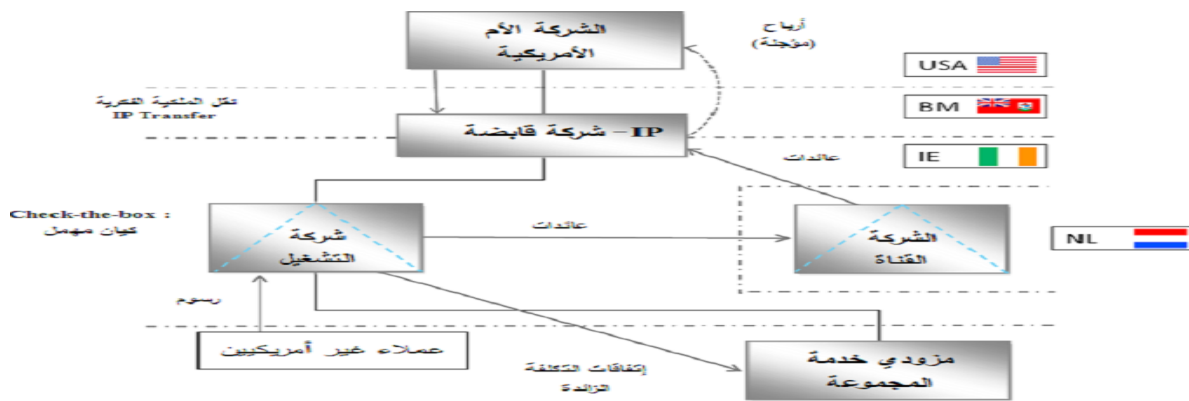 الشركة الأم
الأمريكية
أرباح
(مؤجلة)
USA
نقل الملكية الفكرية
IP Transfer
BM
IP – شركة قابضة
IE
عائدات
Check-the-box :
كيان مهمل
شركة
التشغيل
عائدات
الشركة
القناة
NL
رسوم
عملاء غير أمريكيين
إتفاقات التكلفة
الزائدة
مزودي خدمة
المجموعة